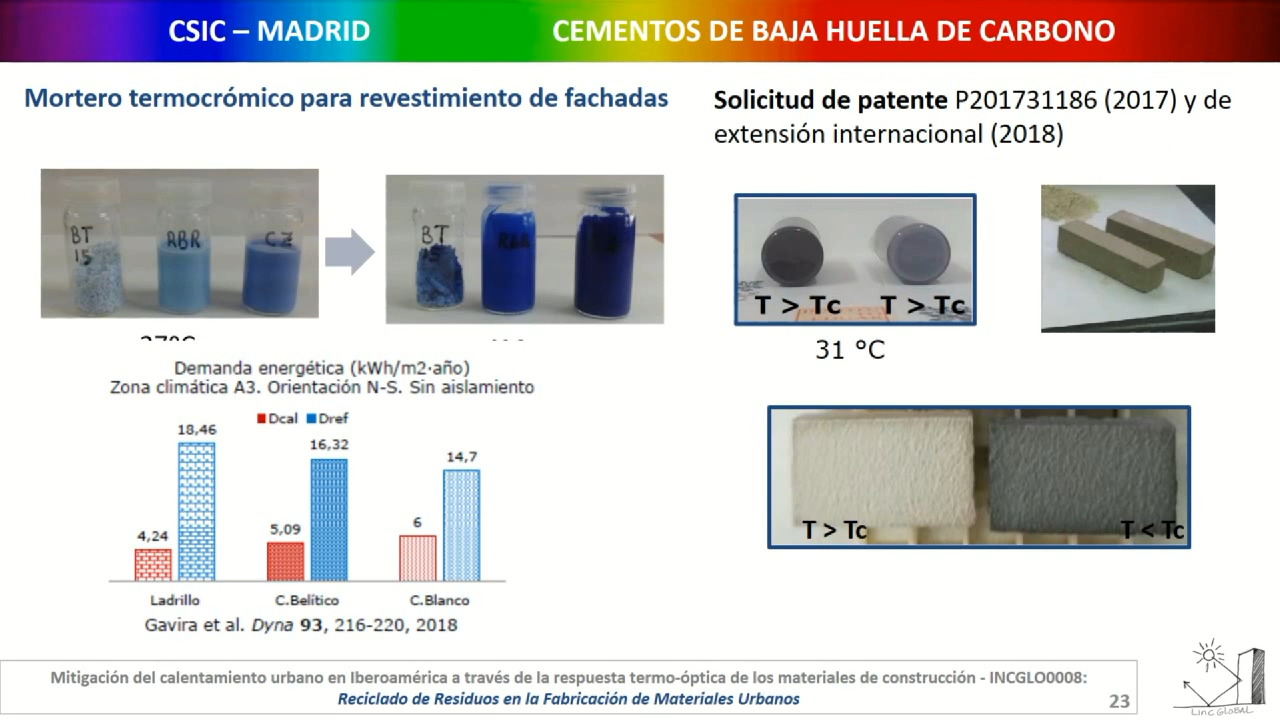 CSIC – MADRID
CEMENTOS DE BAJA HUELLA DE CARBONO
Mortero termocrómico para revestimiento de fachadas
Solicitud de patente P201731186 (2017) y de
extensión internacional (2018)
BT
15
RBR
CZ
BT
15
T > Tc
T > Tc
31 °C
Demanda energética (kWh/m2·año)
Zona climática A3. Orientación N-S. Sin aislamiento
Dcal
Dref
18,46
16,32
14,7
4,24
5,09
6
Ladrillo
C.Belítico
C.Blanco
Gavira et al. Dyna 93, 216-220, 2018
T > Tc
T < Tc
Mitigación del calentamiento urbano en Iberoamérica a través de la respuesta termo-óptica de los materiales de construcción - INCGLO0008:
Reciclado de Residuos en la Fabricación de Materiales Urbanos
23
LINC GLOBAL